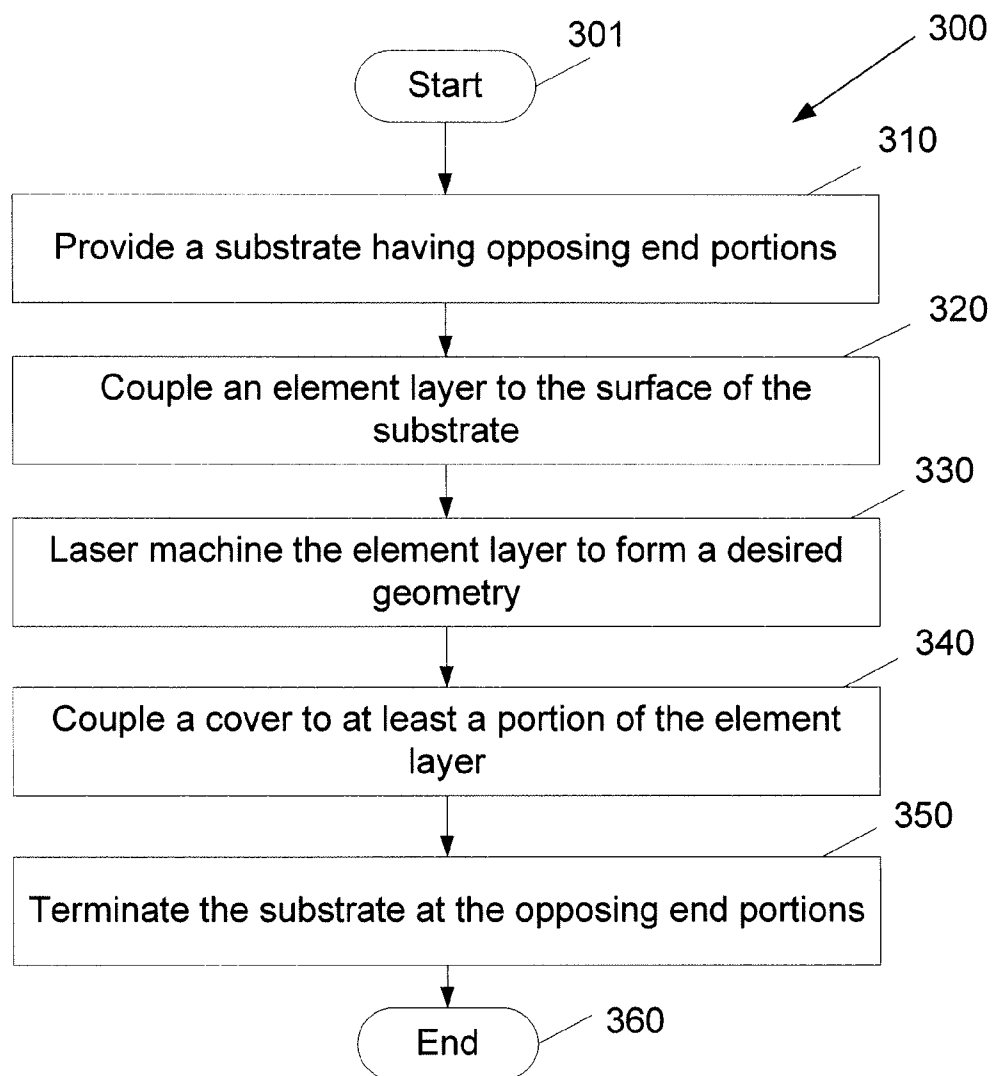 300
301
Start
310
Provide a substrate having opposing end portions
320
Couple an element layer to the surface of the
substrate
330
Laser machine the element layer to form a desired
geometry
340
Couple a cover to at least a portion of the element
layer
350
Terminate the substrate at the opposing end portions
360
End